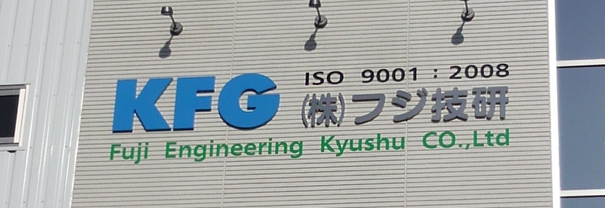 KFG
ISO 9001 : 2008
(株)フジ技研
Fuji Engineering Kyushu CO.,Ltd